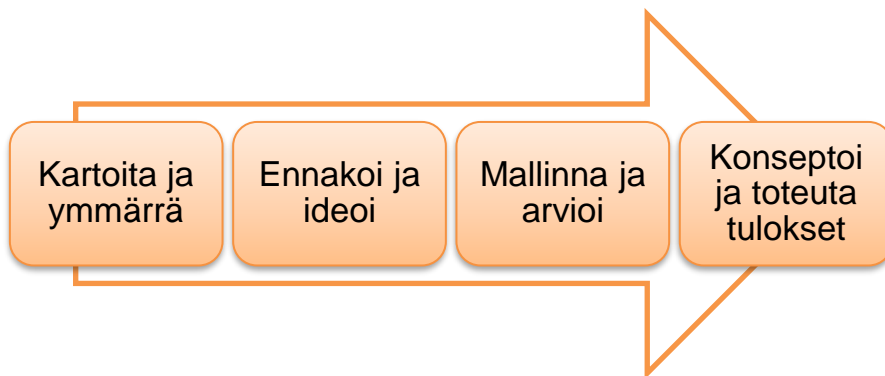 Kartoita ja
ymmärrä
Ennakoi ja
ideoi
Mallinna ja
arvioi
Konseptoi
ja toteuta
tulokset